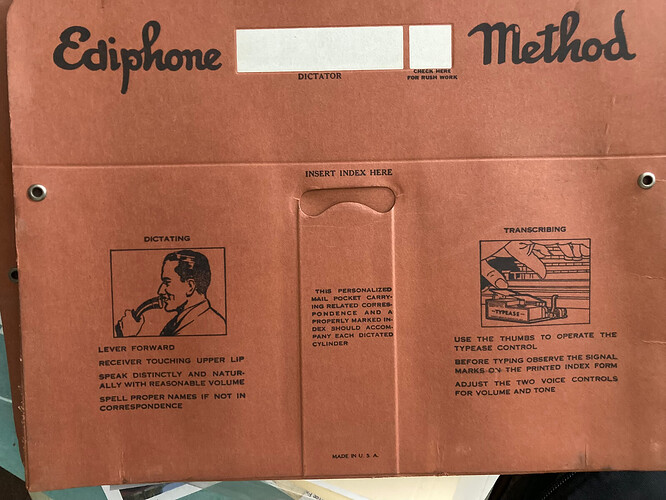 Ediphone Method
DICTATOR
CHECK HERE
FOR RUSH WORK
INSERT INDEX HERE
DICTATING
LEVER FORWARD
RECEIVER TOUCHING UPPER LIP
SPEAK DISTINCTLY AND NATUR-
ALLY WITH REASONABLE VOLUME
SPELL PROPER NAMES IF NOT IN
CORRESPONDENCE
THIS PERSONALIZED
MAIL POCKET CARRY-
ING RELATED CORRES-
PONDENCE AND A
PROPERLY MARKED IN-
DEX SHOULD ACCOM-
PANY EACH DICTATED
CYLINDER
MADE IN U. S. A.
TRANSCRIBING
TYPEASE
USE THE THUMBS TO OPERATE THE
TYPEASE CONTROL
BEFORE TYPING OBSERVE THE SIGNAL
MARKS ON THE PRINTED INDEX FORM
ADJUST THE TWO VOICE CONTROLS
FOR VOLUME AND TONE